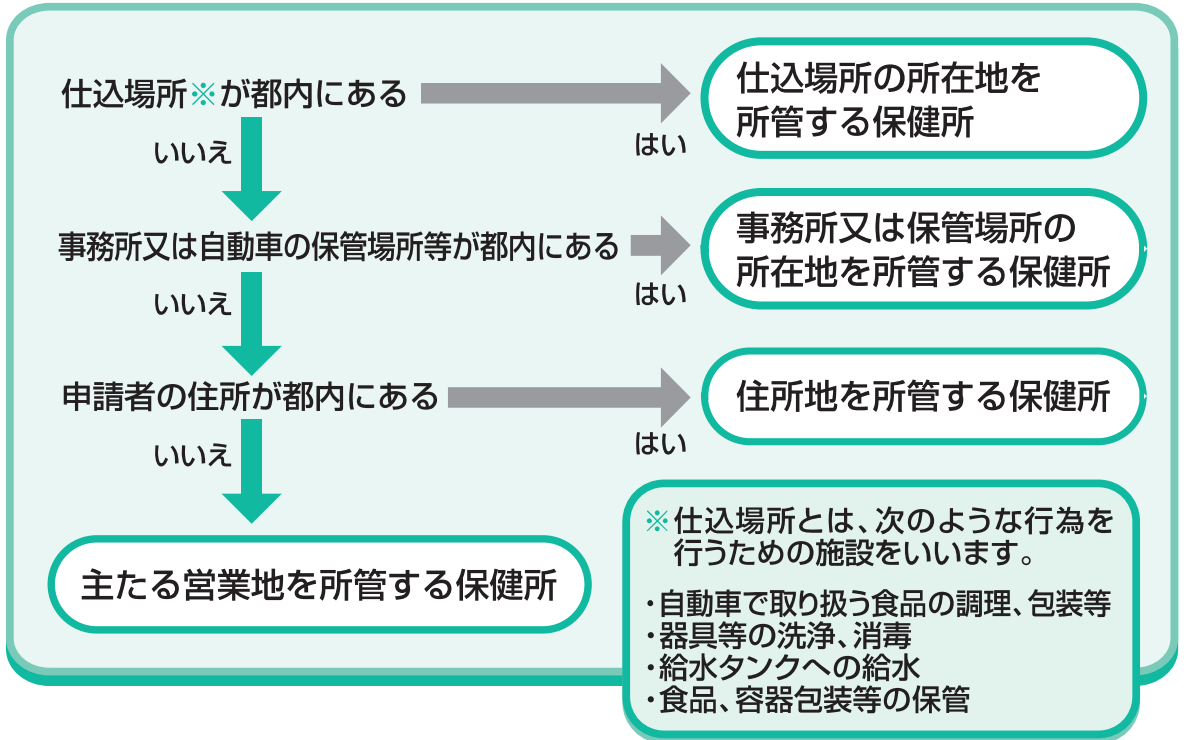 仕込場所※が都内にある
はい
仕込場所の所在地を
所管する保健所
いいえ
事務所又は自動車の保管場所等が都内にある
はい
事務所又は保管場所の
所在地を所管する保健所
いいえ
申請者の住所が都内にある
はい
住所地を所管する保健所
いいえ
主たる営業地を所管する保健所
※仕込場所とは、次のような行為を
行うための施設をいいます。
・自動車で取り扱う食品の調理、包装等
・器具等の洗浄、消毒
・給水タンクへの給水
・食品、容器包装等の保管